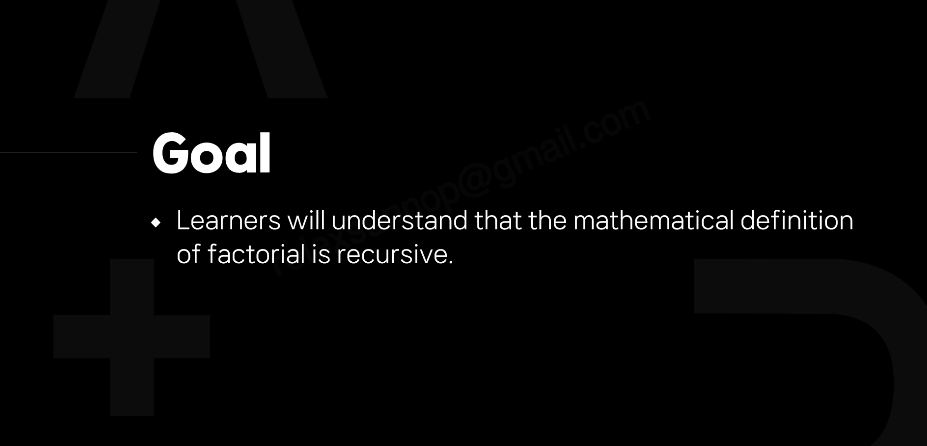 Goal
Learners will understand that the mathematical definition
of factorial is recursive.